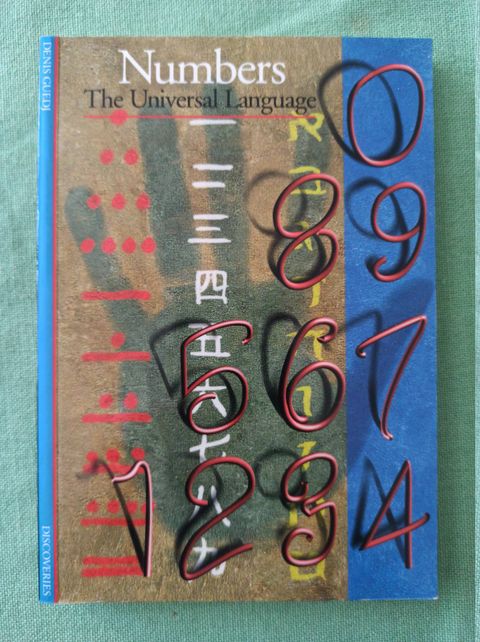 DENIS GUEDJ
DISCOVERIES
Numbers
The Universal Language
一二三四五六七八九
0
8 9
5 6 7
1 2 3 4